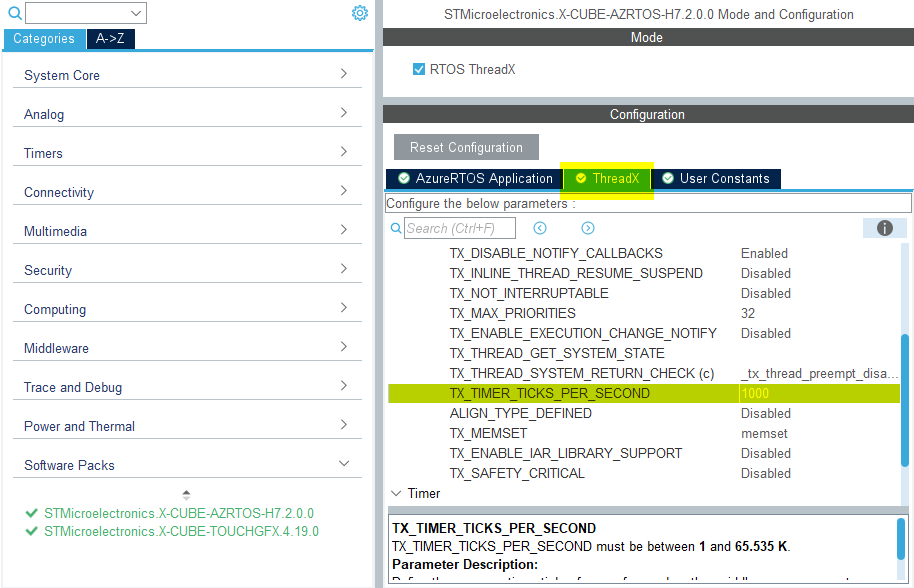 Categories
A->Z
System Core
Analog
Timers
Connectivity
Multimedia
Security
Computing
Middleware
Trace and Debug
Power and Thermal
Software Packs
STMicroelectronics.X-CUBE-AZRTOS-H7.2.0.0
STMicroelectronics.X-CUBE-TOUCHGFX.4.19.0
STMicroelectronics.X-CUBE-AZRTOS-H7.2.0.0 Mode and Configuration
Mode
RTOS ThreadX
Configuration
Reset Configuration
AzureRTOS Application
ThreadX
User Constants
Configure the below parameters :
Search (Ctrl+F)
TX_DISABLE_NOTIFY_CALLBACKS Enabled
TX_INLINE_THREAD_RESUME_SUSPEND Disabled
TX_NOT_INTERRUPTABLE Disabled
TX_MAX_PRIORITIES 32
TX_ENABLE_EXECUTION_CHANGE_NOTIFY Disabled
TX_THREAD_GET_SYSTEM_STATE
TX_THREAD_SYSTEM_RETURN_CHECK (c) _tx_thread_preempt_disa...
TX_TIMER_TICKS_PER_SECOND 1000
ALIGN_TYPE_DEFINED Disabled
TX_MEMSET memset
TX_ENABLE_IAR_LIBRARY_SUPPORT Disabled
TX_SAFETY_CRITICAL Disabled
Timer
TX_TIMER_TICKS_PER_SECOND
TX_TIMER_TICKS_PER_SECOND must be between 1 and 65.535 K.
Parameter Description: